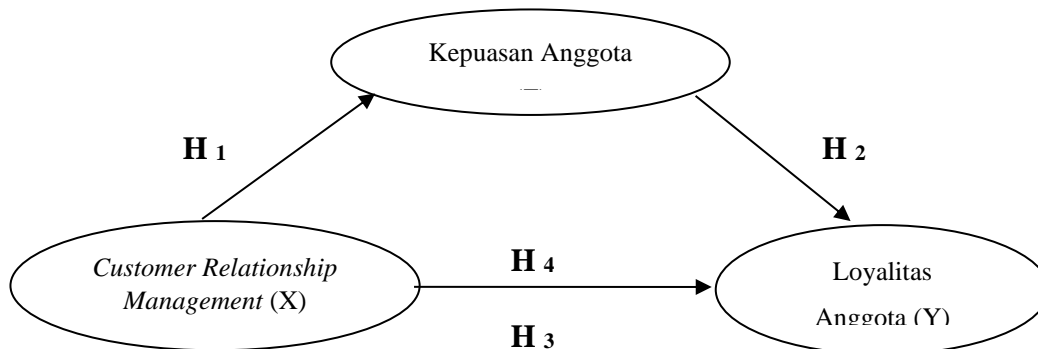 Kepuasan Anggota
H 1
H 2
Customer Relationship
Management (X)
H 4
Loyalitas
Anggota (Y)
H 3